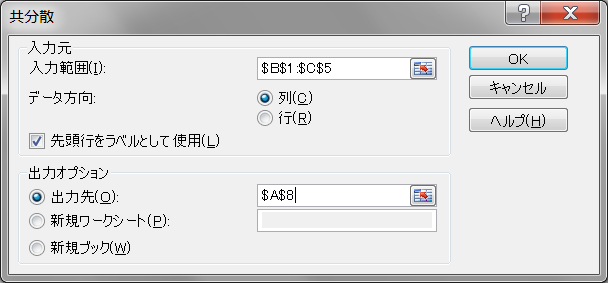 共分散
入力元
入力範囲(I): $B$1:$C$5
データ方向: 列(C)
行(R)
先頭行をラベルとして使用(L)
出力オプション
出力先(O): $A$8
新規ワークシート(P):
新規ブック(W)
OK
キャンセル
ヘルプ(H)